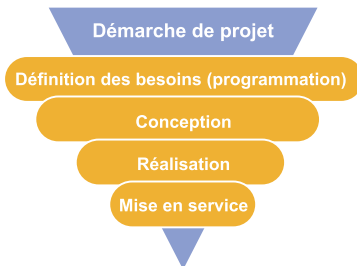 Démarche de projet
Définition des besoins (programmation)
Conception
Réalisation
Mise en service